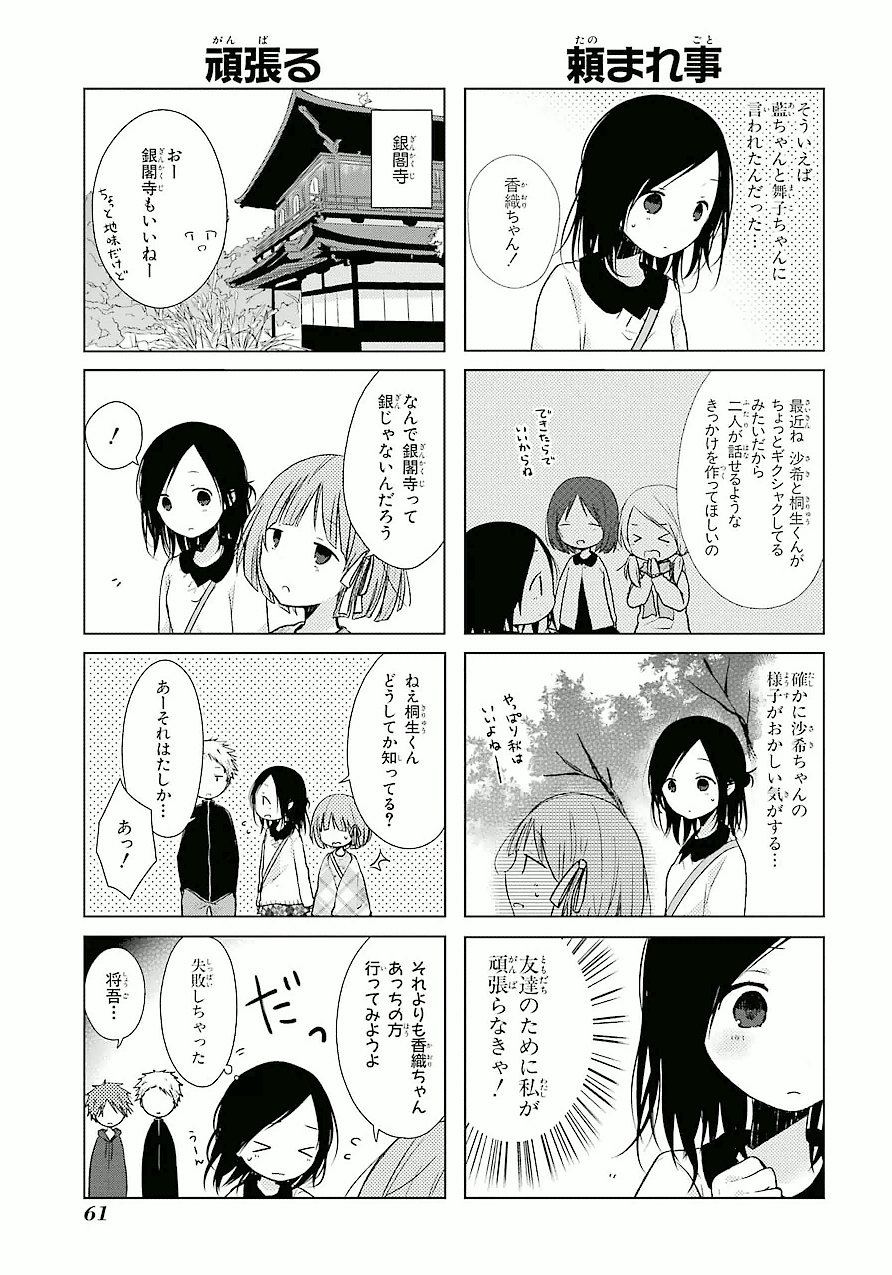 頼まれ事
そういえば
藍ちゃんと舞子ちゃんに
言われたんだった…
香織ちゃん！
最近ね 沙希と桐生くんが
ちょっとギクシャクしてる
みたいだから
二人が話せるような
きっかけを作ってほしいの
できたらで
いいからね
確かに沙希ちゃんの
様子がおかしい気がする…
やっぱり秋は
いいよねー
友達のために私が
頑張らなきゃ！
頑張る
銀閣寺
おー
銀閣寺もいいねー
ちょっと地味だけど
なんで銀閣寺って
銀じゃないんだろう
！
ねえ桐生くん
どうしてか知ってる？
あーそれはたしか…
あっ！
それよりも香織ちゃん
あっちの方
行ってみようよ
だっ
失敗しちゃった
うーん
将吾…
61